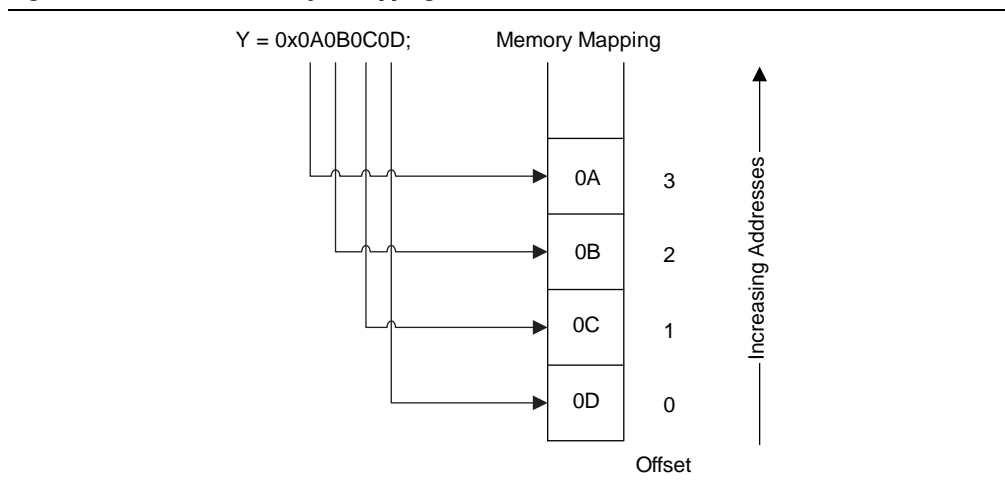 Y = 0x0A0B0C0D; Memory Mapping
0A 3
0B 2
0C 1
0D 0
Offset
Increasing Addresses